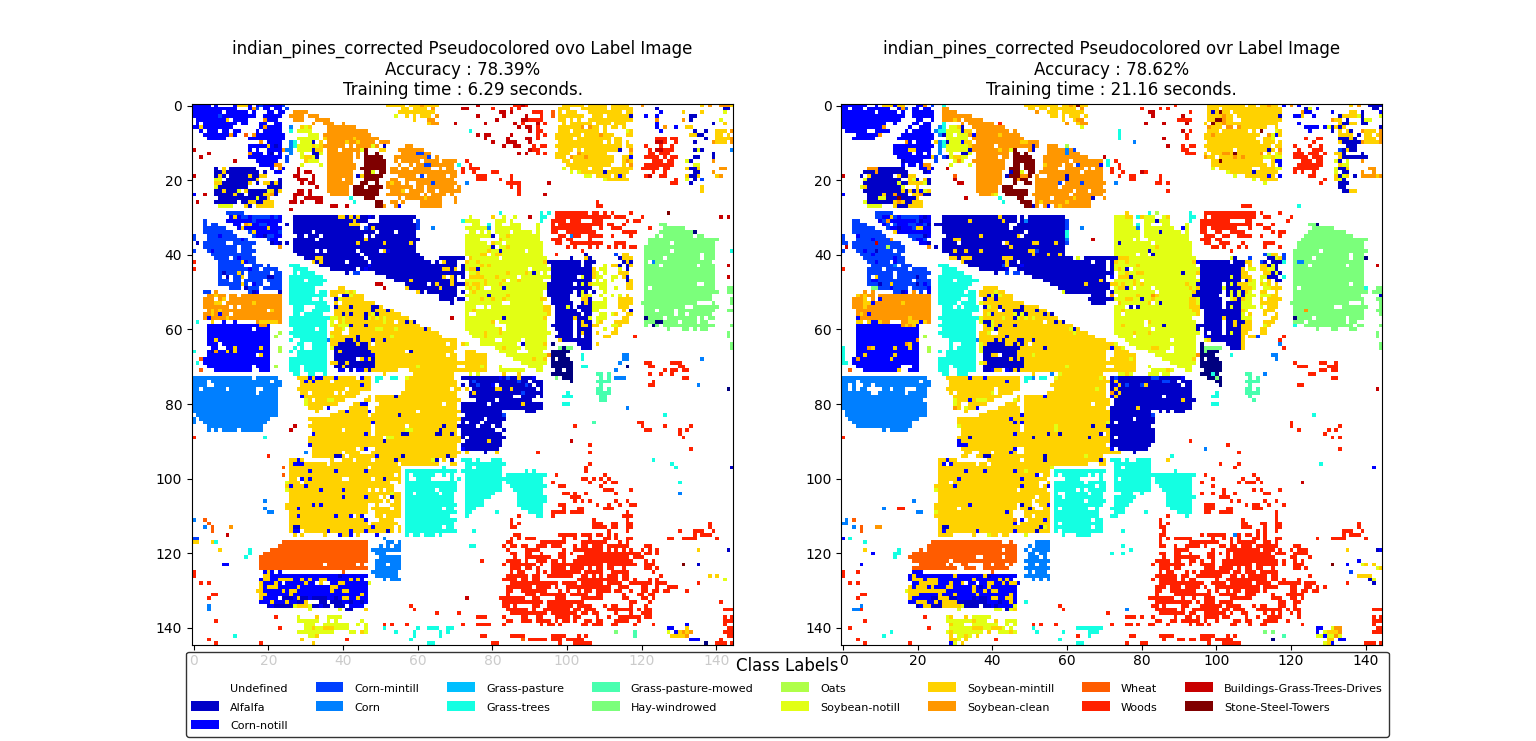 indian_pines_corrected Pseudocolored ovo Label Image
Accuracy : 78.39%
Training time : 6.29 seconds.
0
20
40
60
80
100
120
140
0 20 40 60 80 100 120 140
indian_pines_corrected Pseudocolored ovr Label Image
Accuracy : 78.62%
Training time : 21.16 seconds.
0
20
40
60
80
100
120
140
0 20 40 60 80 100 120 140
Class Labels
Undefined Corn-mintill Grass-pasture Grass-pasture-mowed Oats Soybean-mintill Wheat Buildings-Grass-Trees-Drives
Alfalfa Corn Grass-trees Hay-windrowed Soybean-notill Soybean-clean Woods Stone-Steel-Towers
Corn-notill